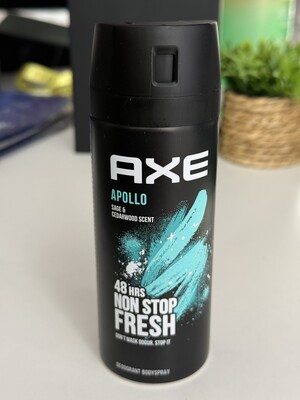 AXE
APOLLO
SAGE &
CEDARWOOD SCENT
48 HRS
NON STOP
FRESH
DON'T MASK ODOUR. STOP IT
DEODORANT BODYSPRAY